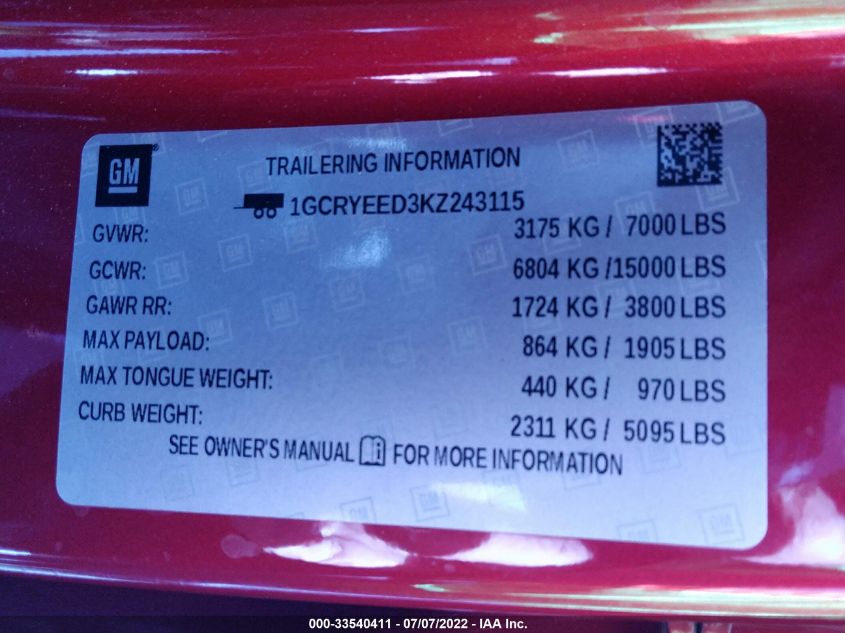 GM®
TRAILERING INFORMATION
1GCRYEED3KZ243115
GVWR: 3175 KG / 7000 LBS
GCWR: 6804 KG /15000 LBS
GAWR RR: 1724 KG / 3800 LBS
MAX PAYLOAD: 864 KG / 1905 LBS
MAX TONGUE WEIGHT: 440 KG / 970 LBS
CURB WEIGHT: 2311 KG / 5095 LBS
SEE OWNER'S MANUAL i FOR MORE INFORMATION
000-33540411 - 07/07/2022 - IAA Inc.